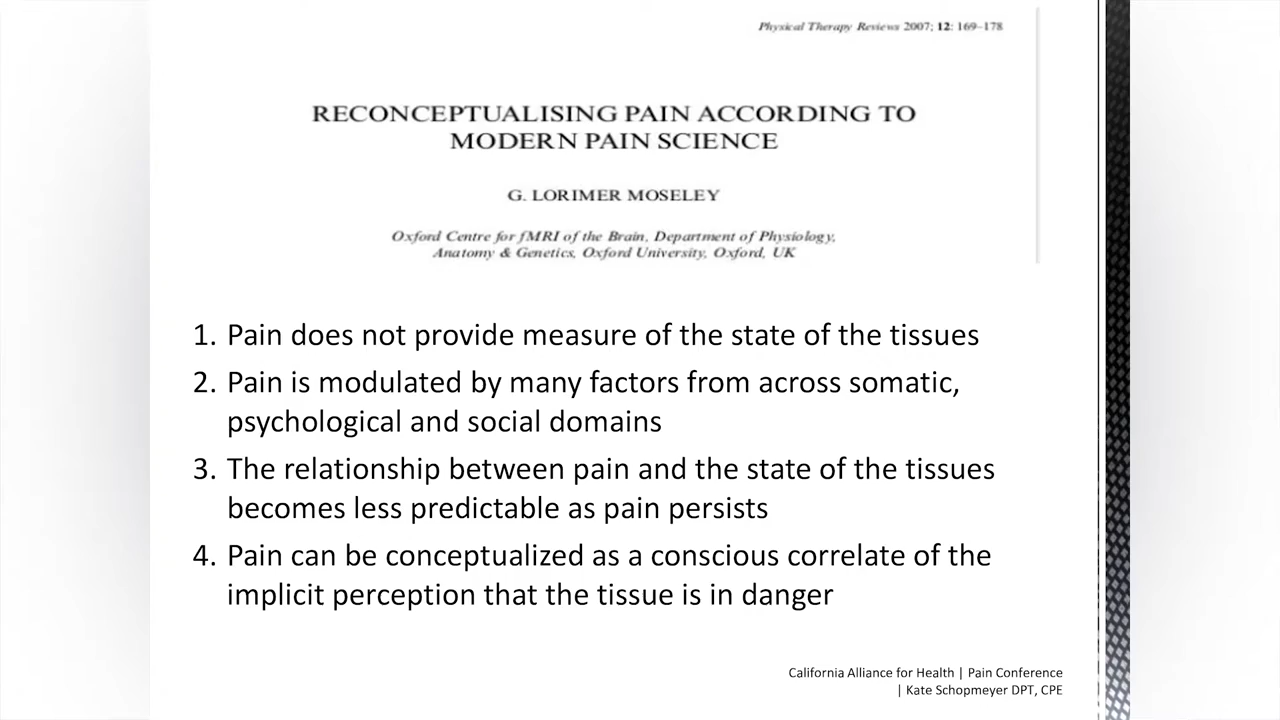 Physical Therapy Reviews 2007; 12: 169–178
RECONCEPTUALISING PAIN ACCORDING TO
MODERN PAIN SCIENCE
G. LORIMER MOSELEY
Oxford Centre for fMRI of the Brain, Department of Physiology,
Anatomy & Genetics, Oxford University, Oxford, UK
1. Pain does not provide measure of the state of the tissues
2. Pain is modulated by many factors from across somatic,
psychological and social domains
3. The relationship between pain and the state of the tissues
becomes less predictable as pain persists
4. Pain can be conceptualized as a conscious correlate of the
implicit perception that the tissue is in danger
California Alliance for Health | Pain Conference
| Kate Schopmeyer DPT, CPE